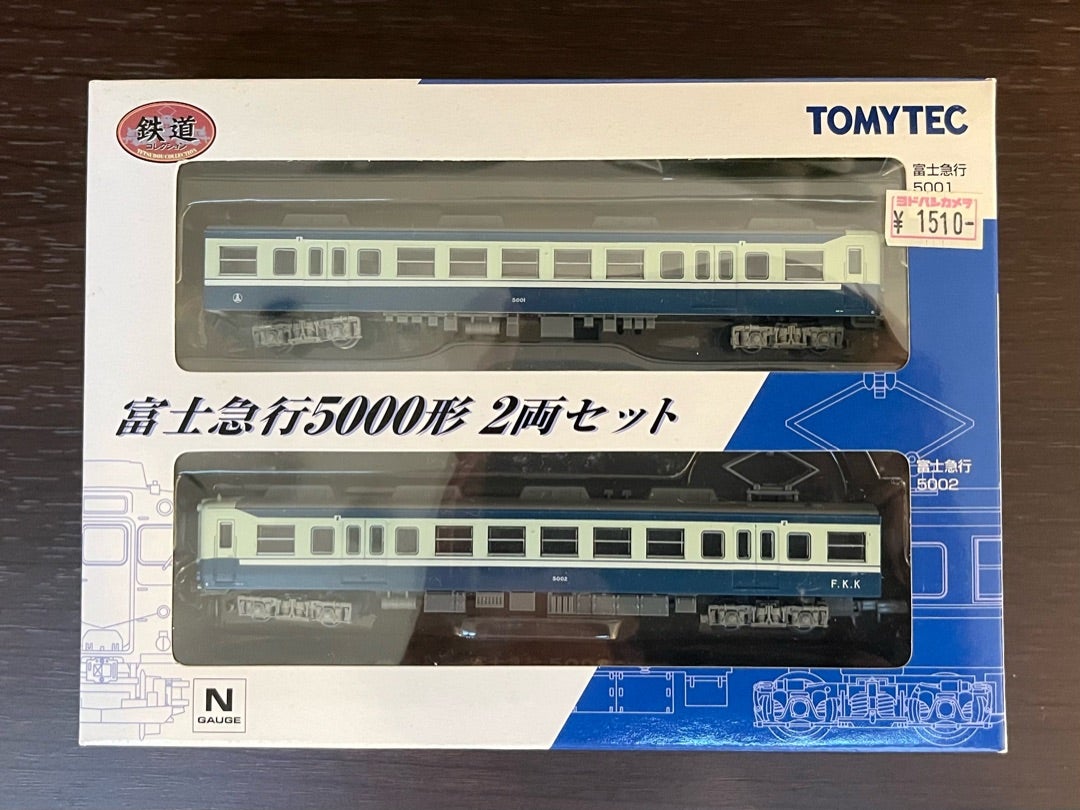 鉄道
コレクション
TETSUDOU COLLECTION
TOMYTEC
富士急行
5001
ヨドバシカメラ
¥ 1510-
5001
富士急行5000形 2両セット
富士急行
5002
5002
F.K.K
N
GAUGE